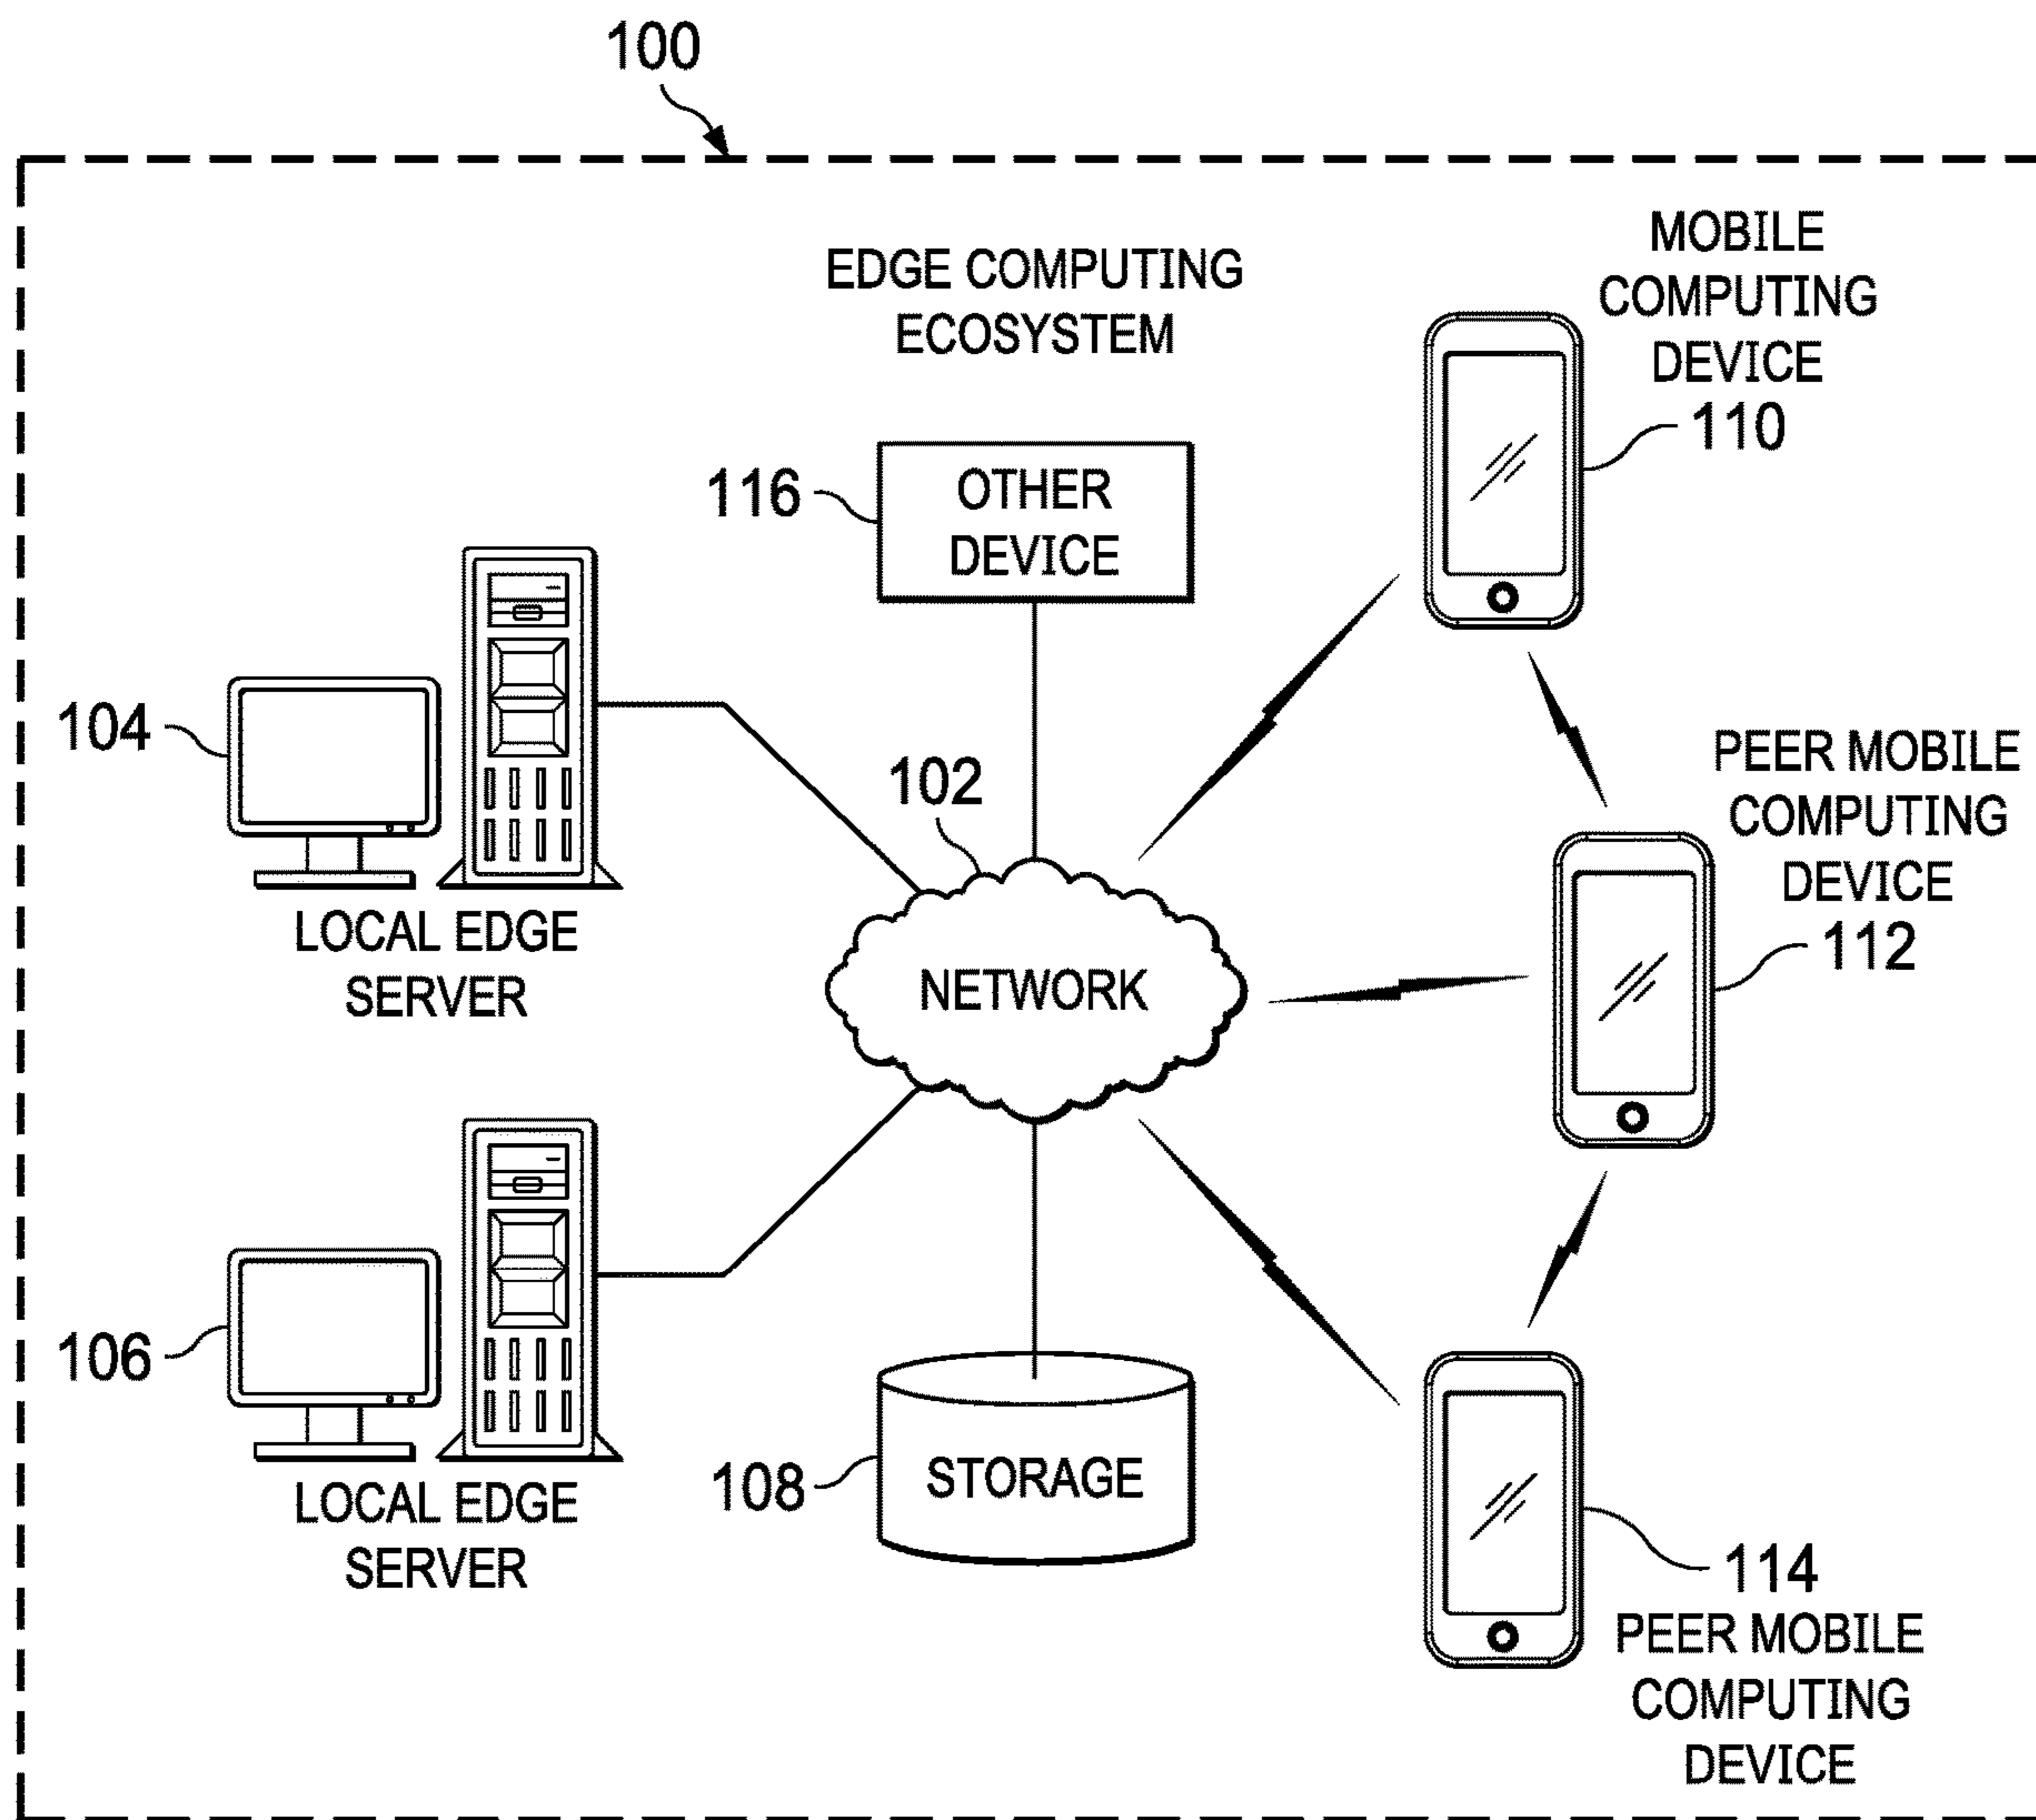 100
EDGE COMPUTING
ECOSYSTEM
MOBILE
COMPUTING
DEVICE
110
116
OTHER
DEVICE
104
LOCAL EDGE
SERVER
102
NETWORK
PEER MOBILE
COMPUTING
DEVICE
112
106
LOCAL EDGE
SERVER
108
STORAGE
114
PEER MOBILE
COMPUTING
DEVICE